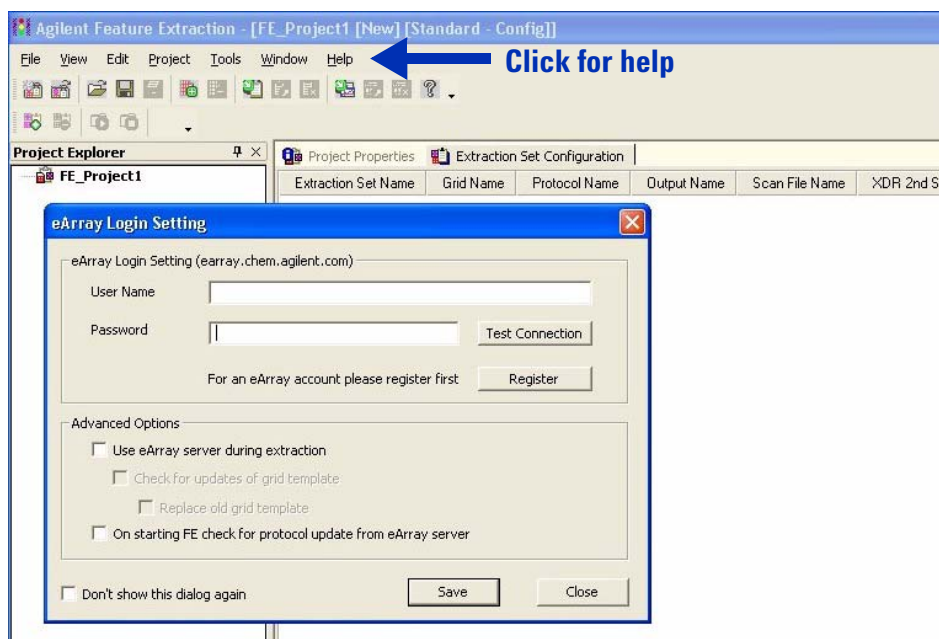 Agilent Feature Extraction - [FE_Project1 [New] [Standard - Config]]
File View Edit Project Tools Window Help
Click for help
Project Explorer
Project Properties Extraction Set Configuration
FE_Project1
Extraction Set Name Grid Name Protocol Name Output Name Scan File Name XDR 2nd S
eArray Login Setting
eArray Login Setting (earray.chem.agilent.com)
User Name
Password
Test Connection
For an eArray account please register first
Register
Advanced Options
Use eArray server during extraction
Check for updates of grid template
Replace old grid template
On starting FE check for protocol update from eArray server
Don't show this dialog again
Save
Close